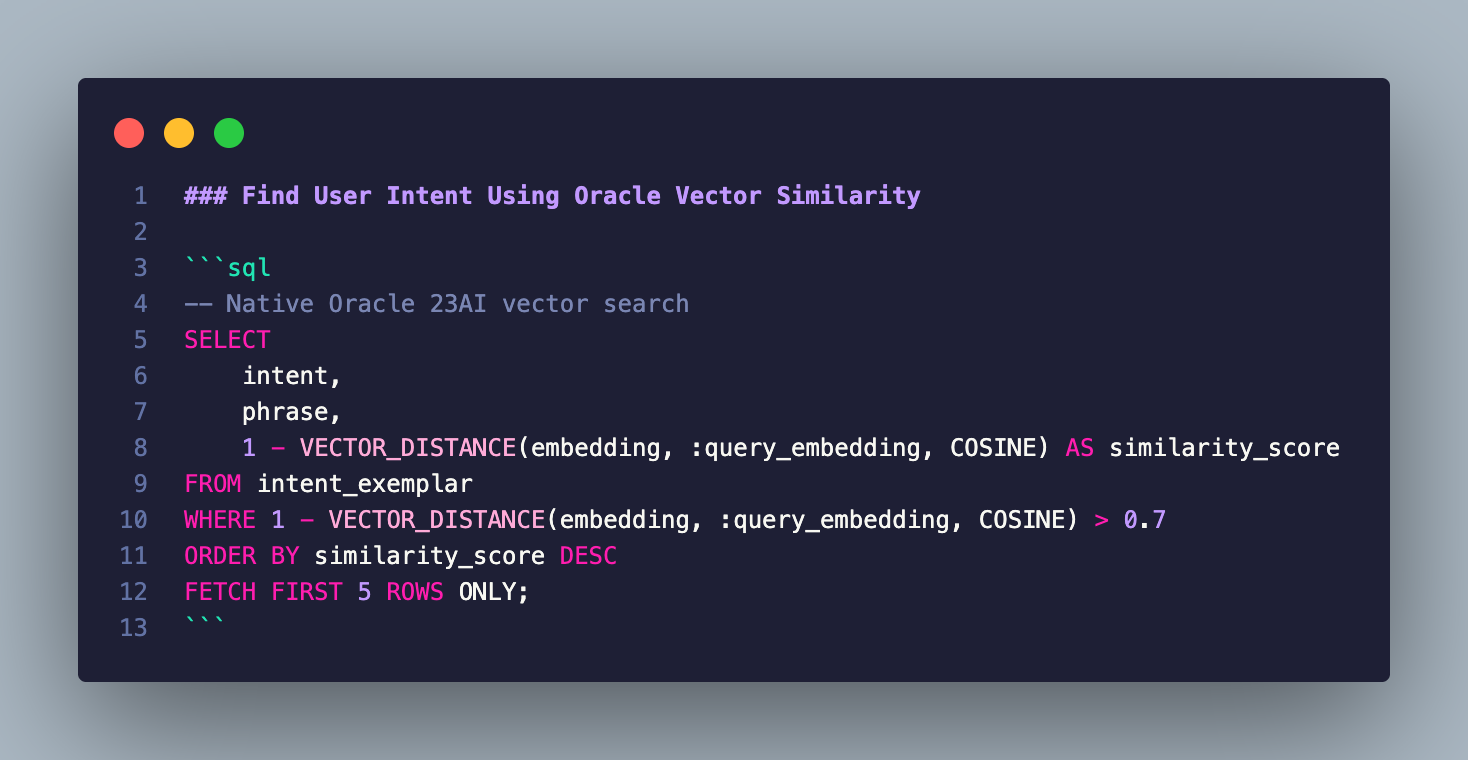 1 ### Find User Intent Using Oracle Vector Similarity
2
3 ```sql
4 -- Native Oracle 23AI vector search
5 SELECT
6     intent,
7     phrase,
8     1 - VECTOR_DISTANCE(embedding, :query_embedding, COSINE) AS similarity_score
9 FROM intent_exemplar
10 WHERE 1 - VECTOR_DISTANCE(embedding, :query_embedding, COSINE) > 0.7
11 ORDER BY similarity_score DESC
12 FETCH FIRST 5 ROWS ONLY;
13 ```